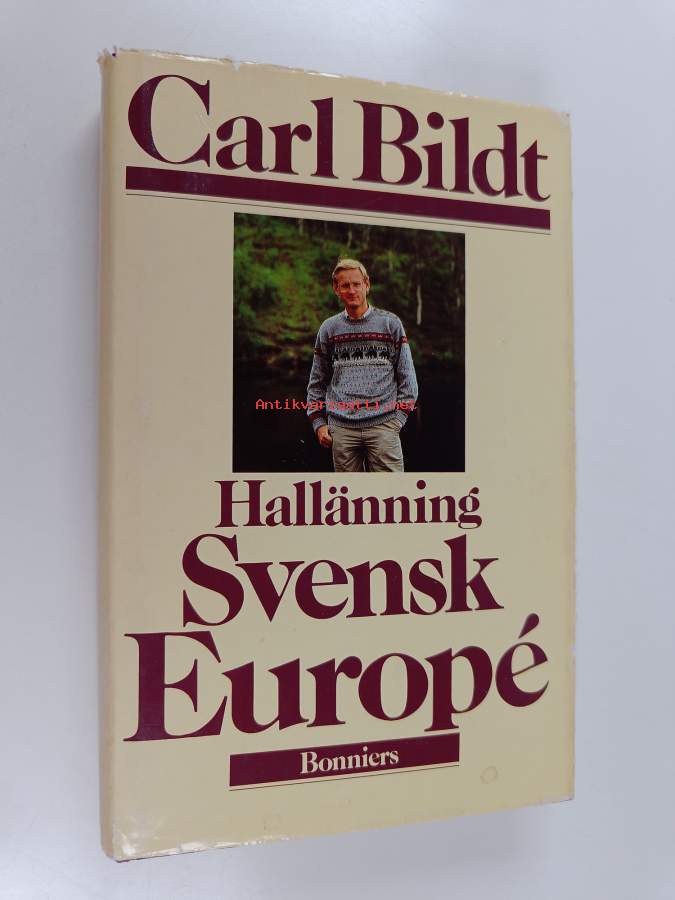 Carl Bildt
Antikvariaatti.net
Hallänning
Svensk
Europé
Bonniers